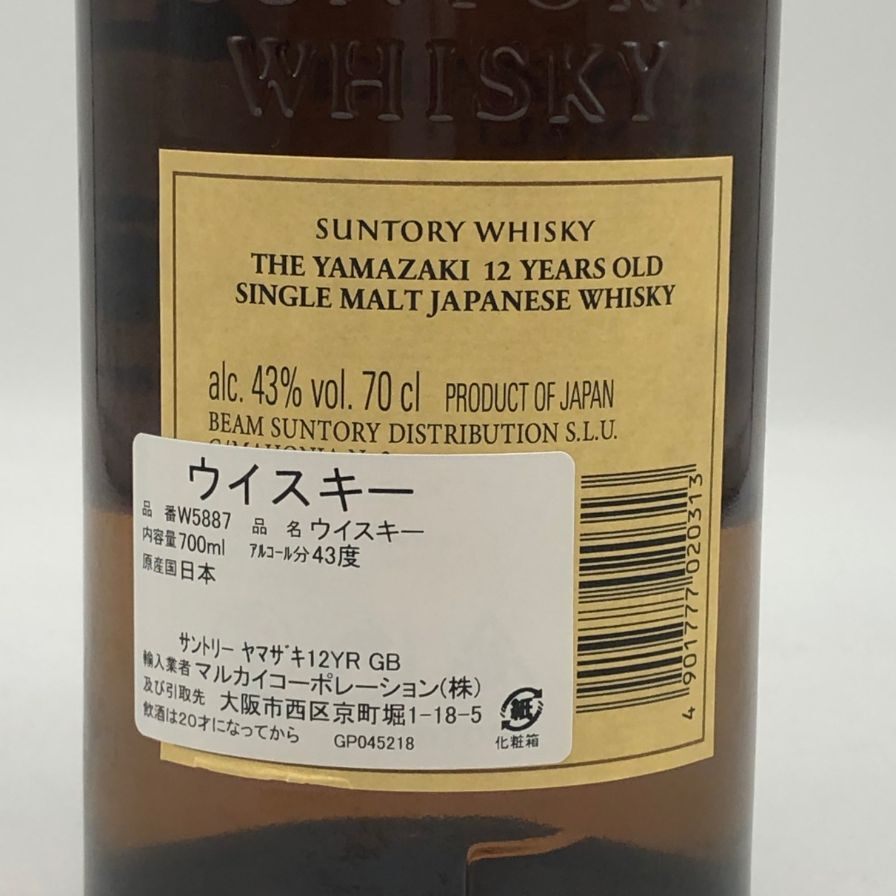 SUNTORY
WHISKY
SUNTORY WHISKY
THE YAMAZAKI 12 YEARS OLD
SINGLE MALT JAPANESE WHISKY
alc. 43% vol. 70 cl PRODUCT OF JAPAN
BEAM SUNTORY DISTRIBUTION S.L.U.
ウイスキー
品 番W5887 品 名 ウイスキー
内容量700ml アルコール分43度
原産国日本
サントリー ヤマザキ12YR GB
輸入業者 マルカイコーポレーション(株)
及び引取先 大阪市西区京町堀1-18-5
飲酒は20才になってから GP045218
紙
化粧箱
4 901777 020313